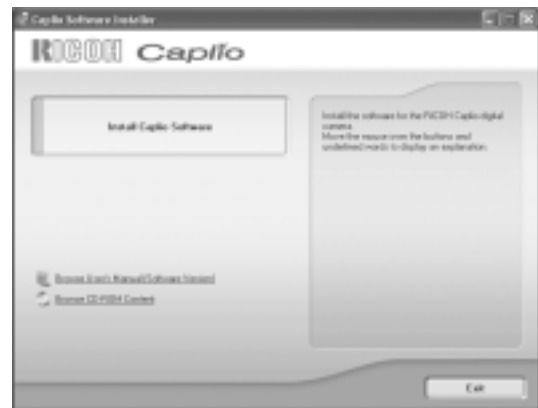 Caplio Software Installer
RICOH Caplio
Install Caplio Software
Install the software for the RICOH Caplio digital
camera.
Move the mouse over the buttons and
underlined words to display an explanation.
Browse User's Manual(Software Version)
Browse CD-ROM Content
Exit